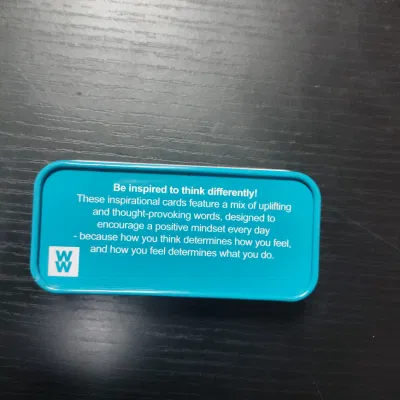 Be inspired to think differently!
These inspirational cards feature a mix of uplifting
and thought-provoking words, designed to
encourage a positive mindset every day
- because how you think determines how you feel,
and how you feel determines what you do.
W
W